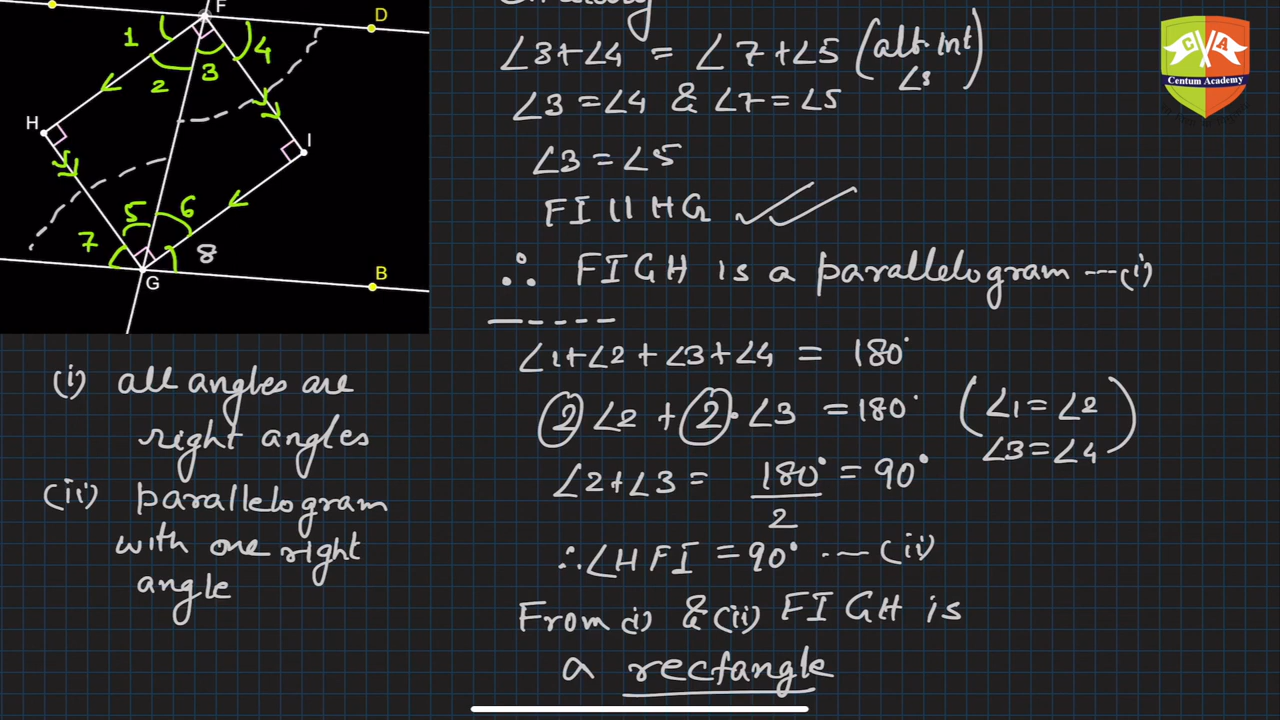 F
D
1
2
3
4
H
I
5
6
7
8
G
B
(i) all angles are
right angles
(ii) parallelogram
with one right
angle
∠3+∠4 = ∠7+∠5 (alt. int ∠s)
∠3 = ∠4 & ∠7 = ∠5
∠3 = ∠5
FI || HG
∴ FIGH is a parallelogram ---(i)
∠1+∠2+∠3+∠4 = 180°
2∠2 + 2·∠3 = 180° (∠1 = ∠2
∠3 = ∠4)
∠2+∠3 = 180°/2 = 90°
∴ ∠HFI = 90° ---(ii)
From (i) & (ii) FIGH is
a rectangle
CA
Centum Academy